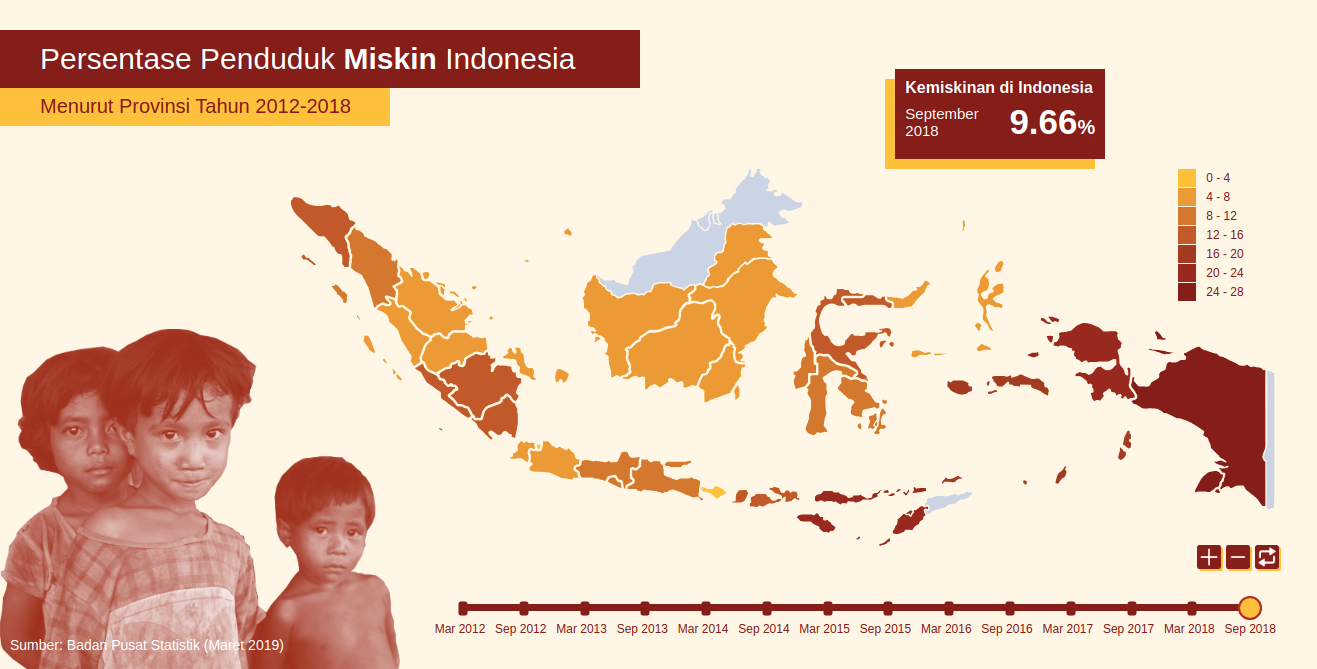 Persentase Penduduk Miskin Indonesia
Menurut Provinsi Tahun 2012-2018
Kemiskinan di Indonesia
September
2018
9.66%
0 - 4
4 - 8
8 - 12
12 - 16
16 - 20
20 - 24
24 - 28
Mar 2012 Sep 2012 Mar 2013 Sep 2013 Mar 2014 Sep 2014 Mar 2015 Sep 2015 Mar 2016 Sep 2016 Mar 2017 Sep 2017 Mar 2018 Sep 2018
Sumber: Badan Pusat Statistik (Maret 2019)